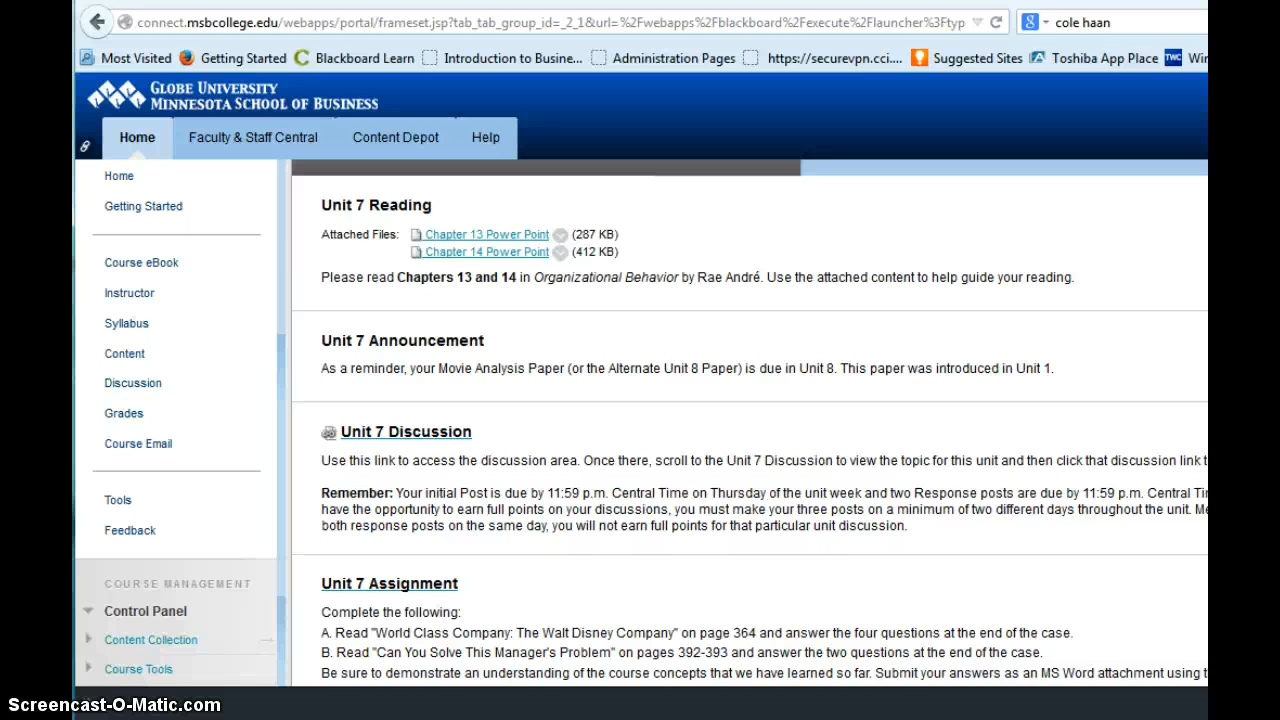 connect.msbcollege.edu/webapps/portal/frameset.jsp?tab_tab_group_id=_2_1&url=%2Fwebapps%2Fblackboard%2Fexecute%2Flauncher%3Ftyp
cole haan
Most Visited Getting Started Blackboard Learn Introduction to Busine... Administration Pages https://securevpn.cci.... Suggested Sites Toshiba App Place TWC Wir
GLOBE UNIVERSITY
MINNESOTA SCHOOL OF BUSINESS
Home Faculty & Staff Central Content Depot Help
Home
Getting Started
Course eBook
Instructor
Syllabus
Content
Discussion
Grades
Course Email
Tools
Feedback
COURSE MANAGEMENT
Control Panel
Content Collection
Course Tools
Unit 7 Reading
Attached Files: Chapter 13 Power Point (287 KB)
Chapter 14 Power Point (412 KB)
Please read Chapters 13 and 14 in Organizational Behavior by Rae André. Use the attached content to help guide your reading.
Unit 7 Announcement
As a reminder, your Movie Analysis Paper (or the Alternate Unit 8 Paper) is due in Unit 8. This paper was introduced in Unit 1.
Unit 7 Discussion
Use this link to access the discussion area. Once there, scroll to the Unit 7 Discussion to view the topic for this unit and then click that discussion link t
Remember: Your initial Post is due by 11:59 p.m. Central Time on Thursday of the unit week and two Response posts are due by 11:59 p.m. Central Ti
have the opportunity to earn full points on your discussions, you must make your three posts on a minimum of two different days throughout the unit. Me
both response posts on the same day, you will not earn full points for that particular unit discussion.
Unit 7 Assignment
Complete the following:
A. Read "World Class Company: The Walt Disney Company" on page 364 and answer the four questions at the end of the case.
B. Read "Can You Solve This Manager's Problem" on pages 392-393 and answer the two questions at the end of the case.
Be sure to demonstrate an understanding of the course concepts that we have learned so far. Submit your answers as an MS Word attachment using t
Screencast-O-Matic.com